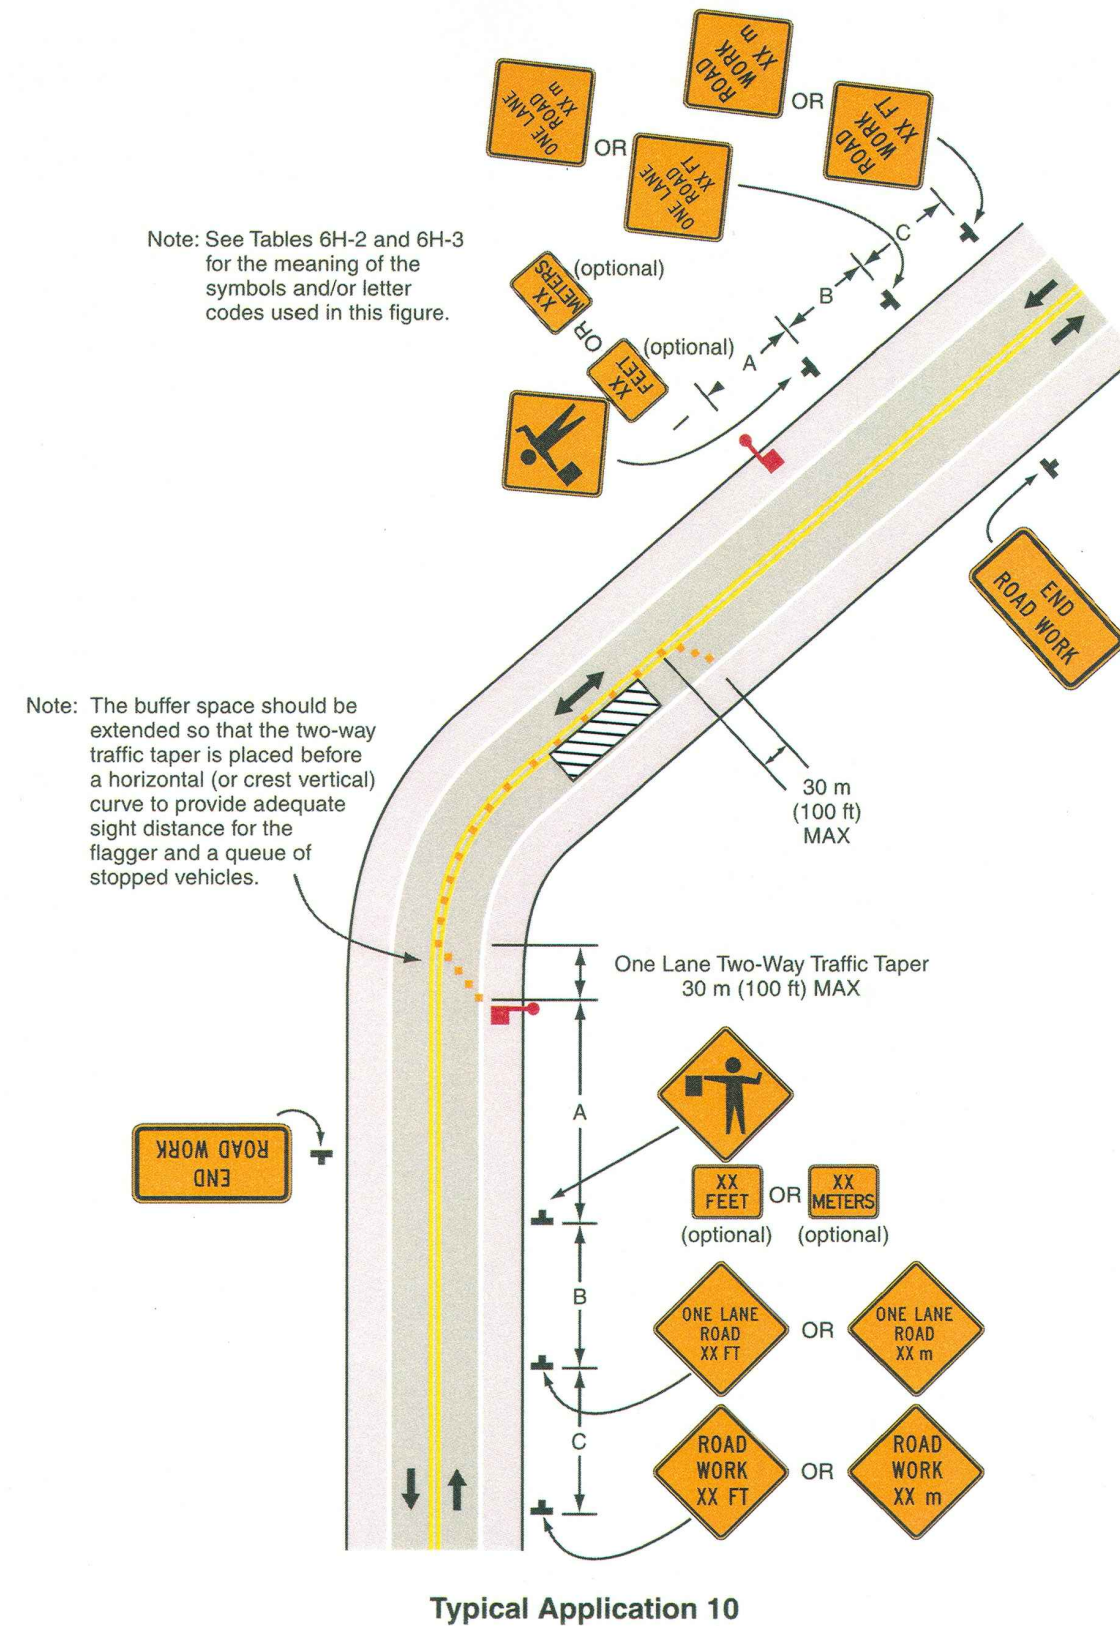 ROAD
WORK
XX m
OR
ROAD
WORK
XX FT
ONE LANE
ROAD
XX m
OR
ONE LANE
ROAD
XX FT
C
B
A
Note: See Tables 6H-2 and 6H-3
for the meaning of the
symbols and/or letter
codes used in this figure.
XX
METERS
(optional)
OR
XX
FEET
(optional)
END
ROAD WORK
Note: The buffer space should be
extended so that the two-way
traffic taper is placed before
a horizontal (or crest vertical)
curve to provide adequate
sight distance for the
flagger and a queue of
stopped vehicles.
30 m
(100 ft)
MAX
One Lane Two-Way Traffic Taper
30 m (100 ft) MAX
A
END
ROAD WORK
XX
FEET
(optional)
OR
XX
METERS
(optional)
B
ONE LANE
ROAD
XX FT
OR
ONE LANE
ROAD
XX m
C
ROAD
WORK
XX FT
OR
ROAD
WORK
XX m
Typical Application 10